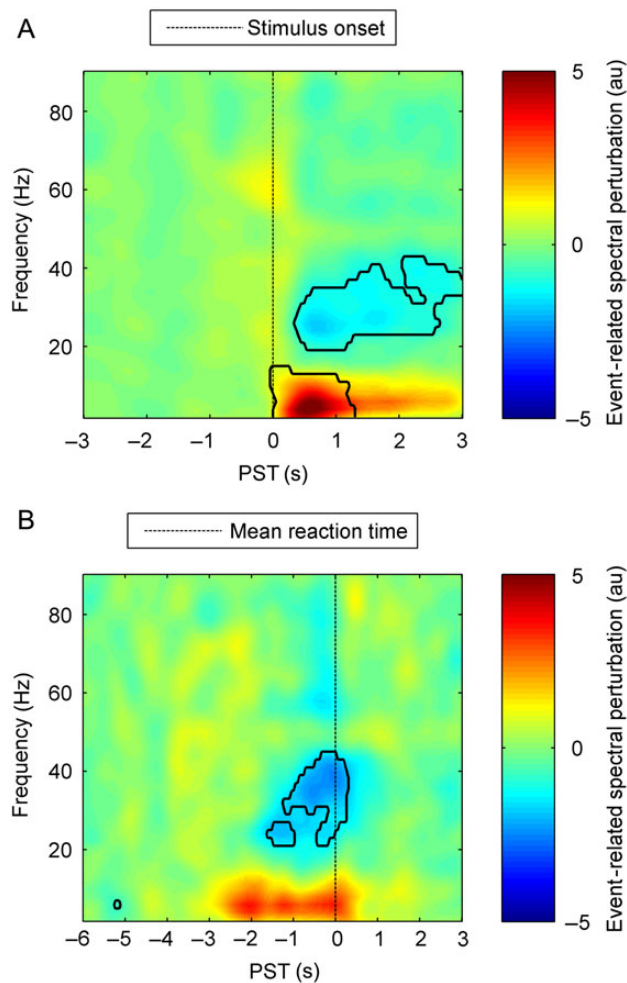 A
Stimulus onset
80
60
40
20
Frequency (Hz)
−3 −2 −1 0 1 2 3
PST (s)
5
0
−5
Event-related spectral perturbation (au)
B
Mean reaction time
80
60
40
20
Frequency (Hz)
−6 −5 −4 −3 −2 −1 0 1 2 3
PST (s)
5
0
−5
Event-related spectral perturbation (au)